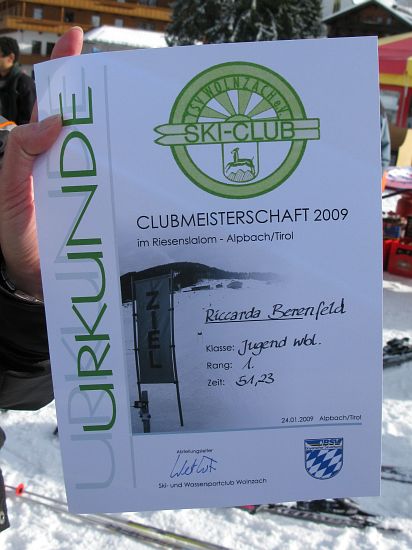 URKUNDE
TSV WOLNZACH e.V.
SKI-CLUB
CLUBMEISTERSCHAFT 2009
im Riesenslalom - Alpbach/Tirol
ZIEL
Riccarda Berenfeld
Klasse: Jugend wbl.
Rang: 1.
Zeit: 51,23
24.01.2009 Alpbach/Tirol
Abteilungsleiter
Ski- und Wassersportclub Wolnzach